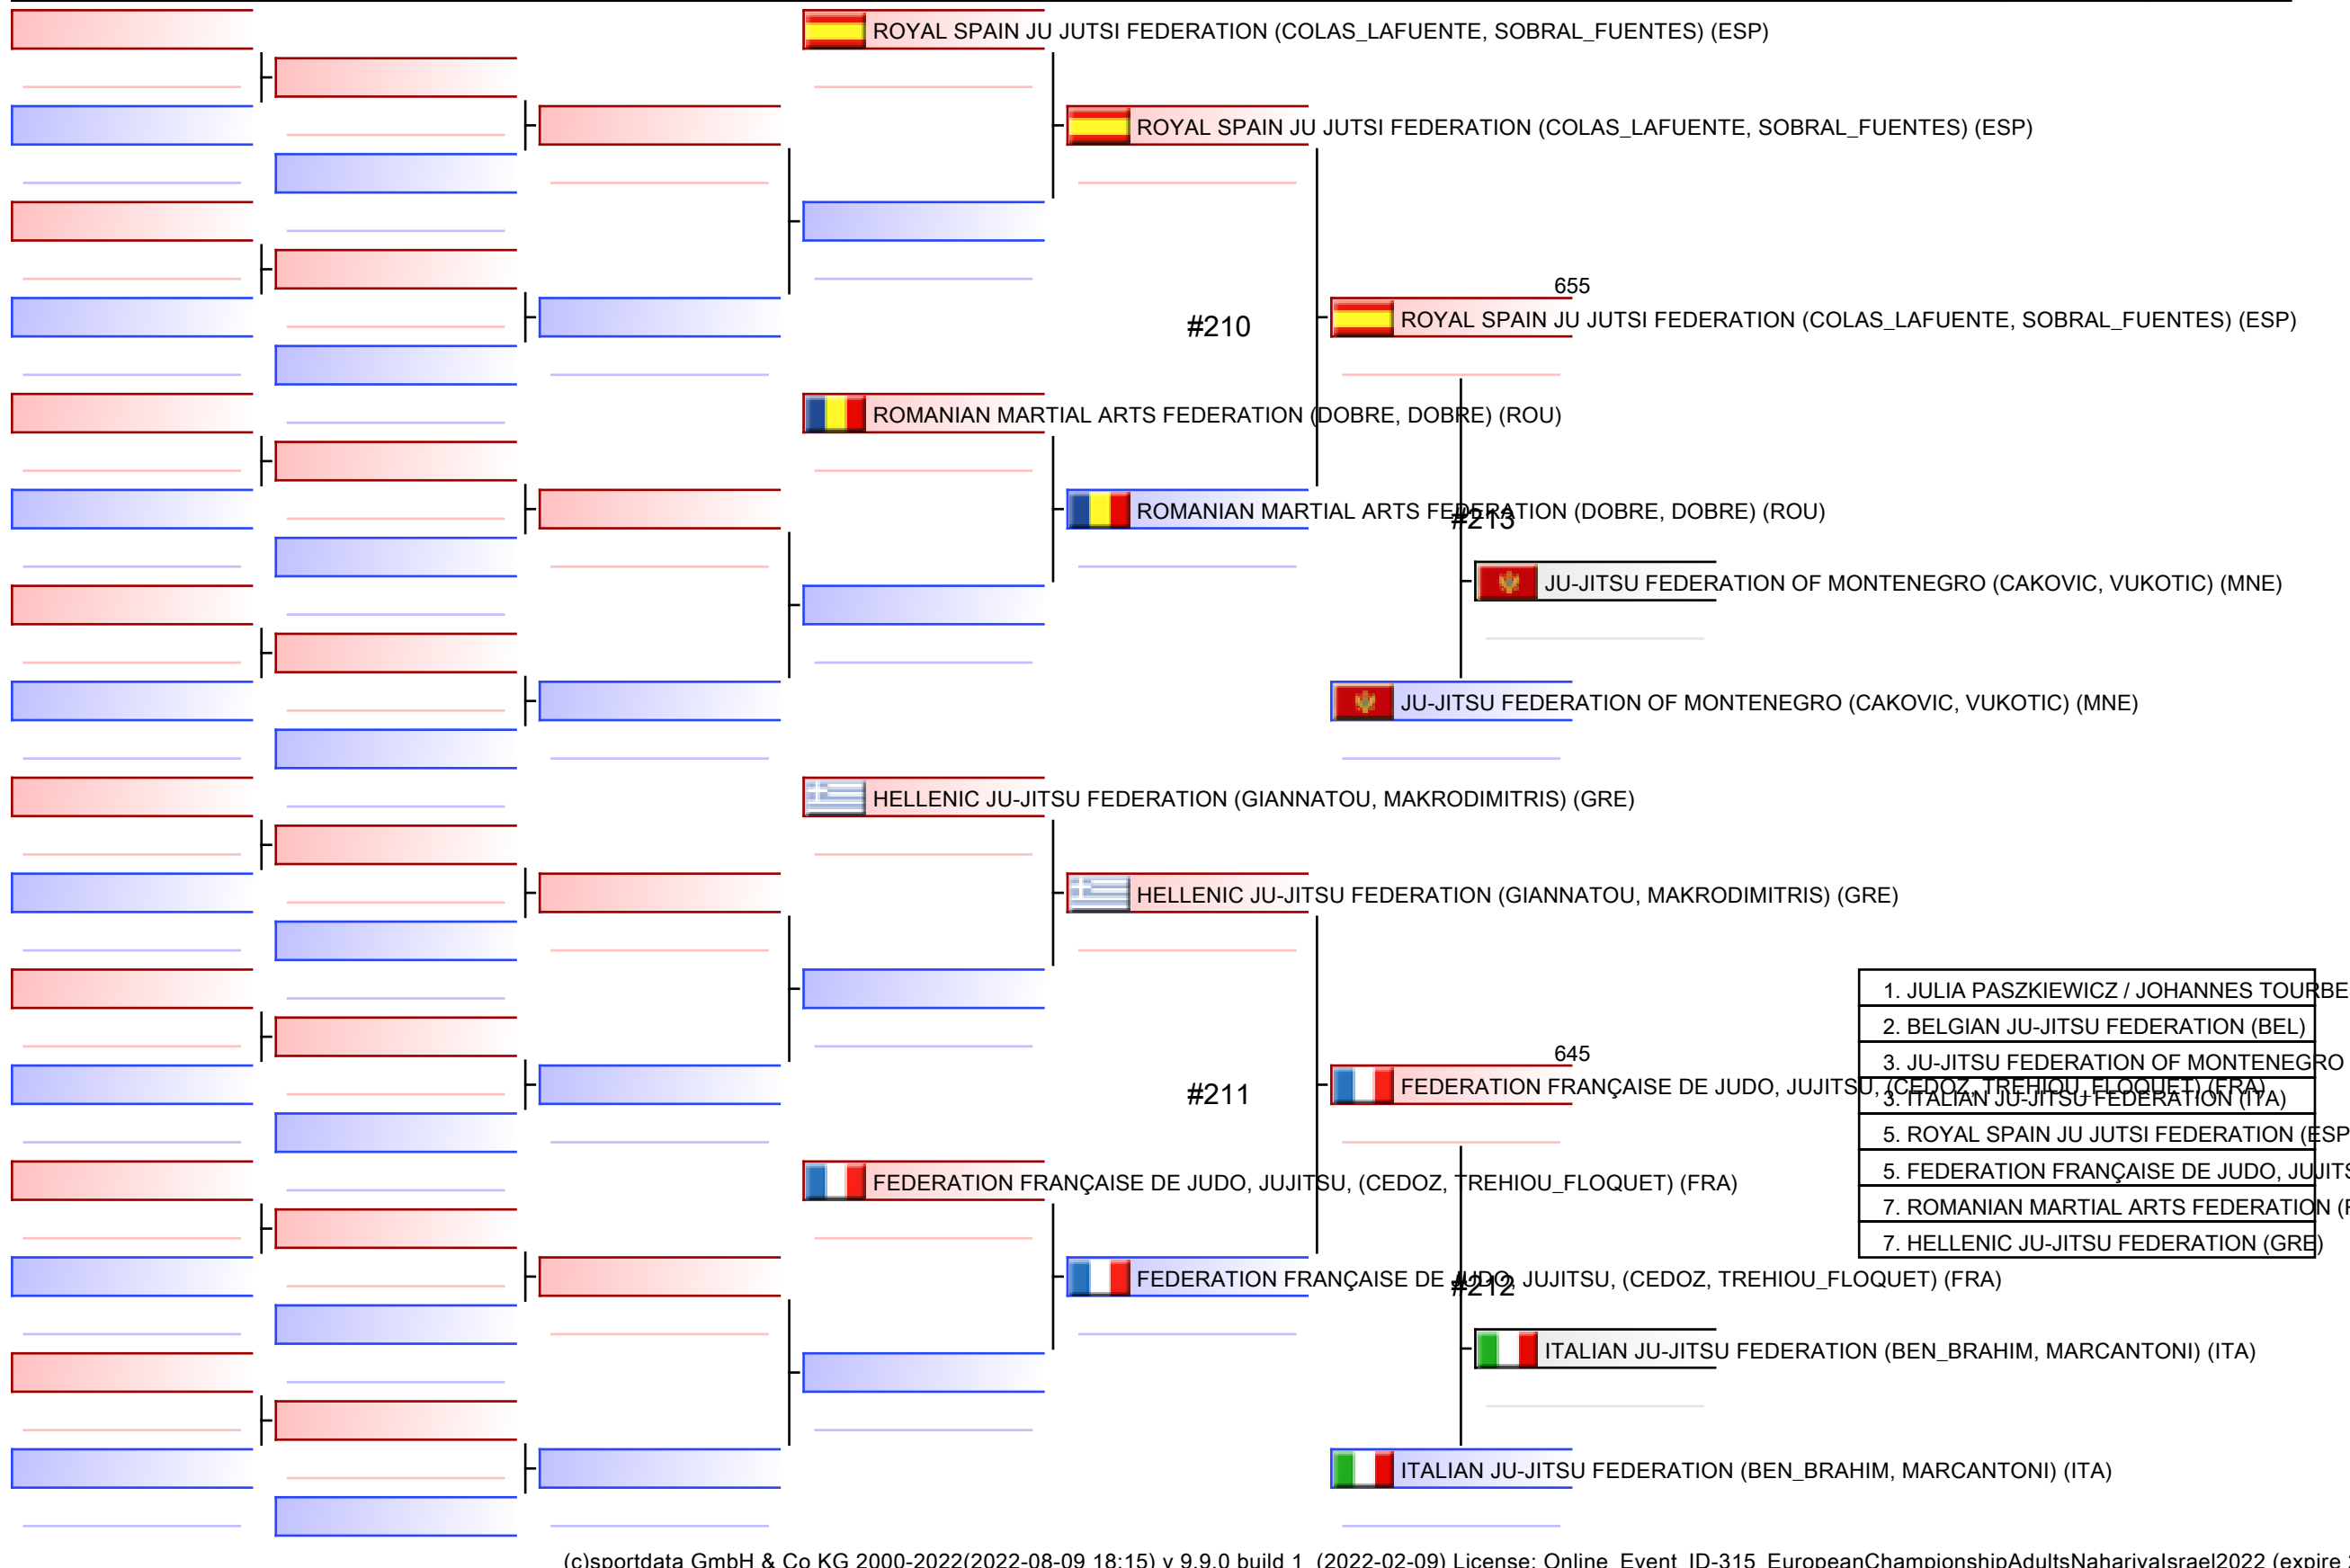 ROYAL SPAIN JU JUTSI FEDERATION (COLAS_LAFUENTE, SOBRAL_FUENTES) (ESP)
ROYAL SPAIN JU JUTSI FEDERATION (COLAS_LAFUENTE, SOBRAL_FUENTES) (ESP)
655
#210
ROYAL SPAIN JU JUTSI FEDERATION (COLAS_LAFUENTE, SOBRAL_FUENTES) (ESP)
ROMANIAN MARTIAL ARTS FEDERATION (DOBRE, DOBRE) (ROU)
ROMANIAN MARTIAL ARTS FEDERATION (DOBRE, DOBRE) (ROU)
#213
JU-JITSU FEDERATION OF MONTENEGRO (CAKOVIC, VUKOTIC) (MNE)
JU-JITSU FEDERATION OF MONTENEGRO (CAKOVIC, VUKOTIC) (MNE)
HELLENIC JU-JITSU FEDERATION (GIANNATOU, MAKRODIMITRIS) (GRE)
HELLENIC JU-JITSU FEDERATION (GIANNATOU, MAKRODIMITRIS) (GRE)
1. JULIA PASZKIEWICZ / JOHANNES TOURBE
2. BELGIAN JU-JITSU FEDERATION (BEL)
645
3. JU-JITSU FEDERATION OF MONTENEGRO
#211
FEDERATION FRANÇAISE DE JUDO, JUJITSU, (CEDOZ, TREHIOU_FLOQUET) (FRA)
3. ITALIAN JU-JITSU FEDERATION (ITA)
5. ROYAL SPAIN JU JUTSI FEDERATION (ESP
5. FEDERATION FRANÇAISE DE JUDO, JUJITS
FEDERATION FRANÇAISE DE JUDO, JUJITSU, (CEDOZ, TREHIOU_FLOQUET) (FRA)
7. ROMANIAN MARTIAL ARTS FEDERATION (
7. HELLENIC JU-JITSU FEDERATION (GRE)
FEDERATION FRANÇAISE DE JUDO, JUJITSU, (CEDOZ, TREHIOU_FLOQUET) (FRA)
#212
ITALIAN JU-JITSU FEDERATION (BEN_BRAHIM, MARCANTONI) (ITA)
ITALIAN JU-JITSU FEDERATION (BEN_BRAHIM, MARCANTONI) (ITA)
(c)sportdata GmbH & Co KG 2000-2022(2022-08-09 18:15) v 9.9.0 build 1 (2022-02-09) License: Online Event ID-315 EuropeanChampionshipAdultsNahariyaIsrael2022 (expire